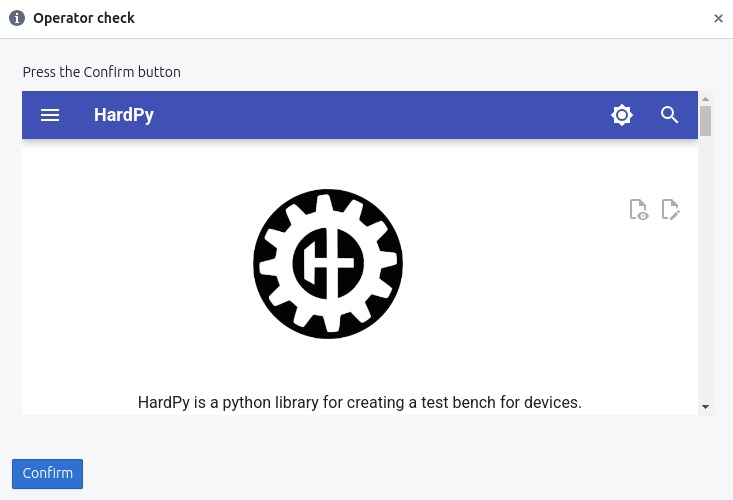 Operator check
Press the Confirm button
HardPy
HardPy is a python library for creating a test bench for devices.
Confirm